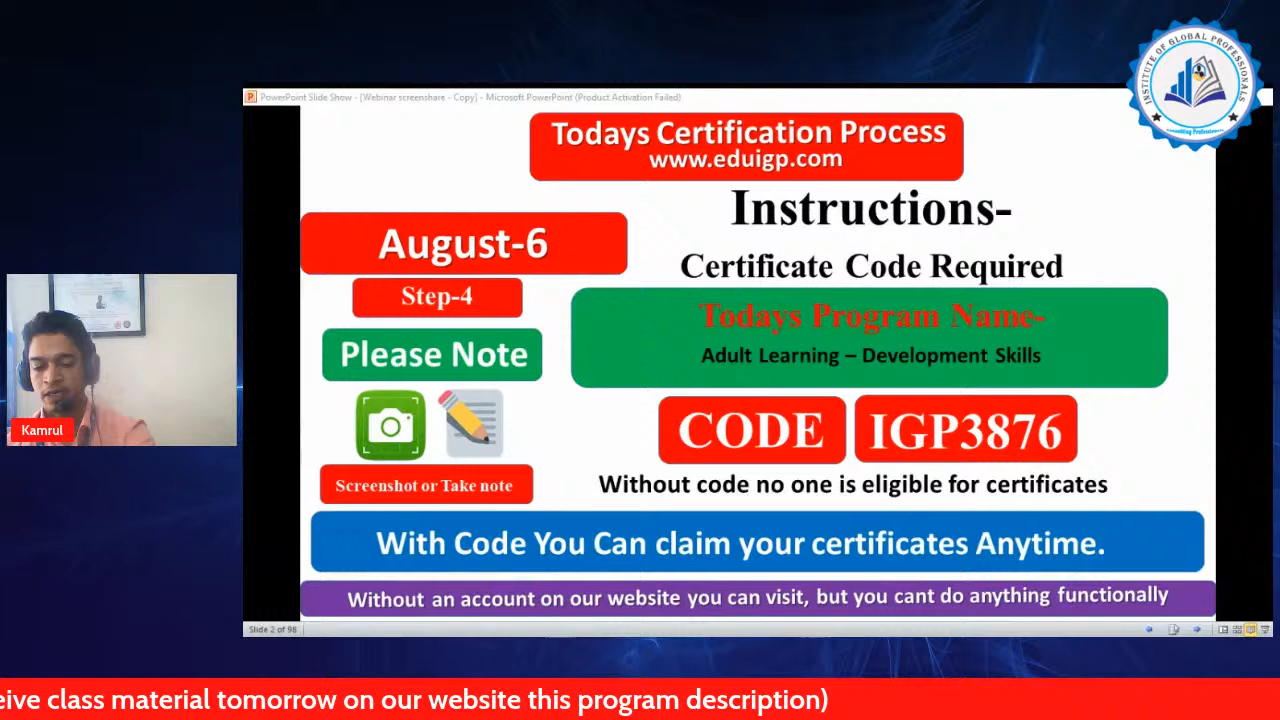 INSTITUTE OF GLOBAL PROFESSIONALS
Consulting Professionals
PowerPoint Slide Show - [Webinar screenshare - Copy] - Microsoft PowerPoint (Product Activation Failed)
Todays Certification Process
www.eduigp.com
Instructions-
August-6
Certificate Code Required
Step-4
Todays Program Name-
Please Note
Adult Learning – Development Skills
CODE IGP3876
Kamrul
Screenshot or Take note
Without code no one is eligible for certificates
With Code You Can claim your certificates Anytime.
Without an account on our website you can visit, but you cant do anything functionally
Slide 2 of 98
eive class material tomorrow on our website this program description)